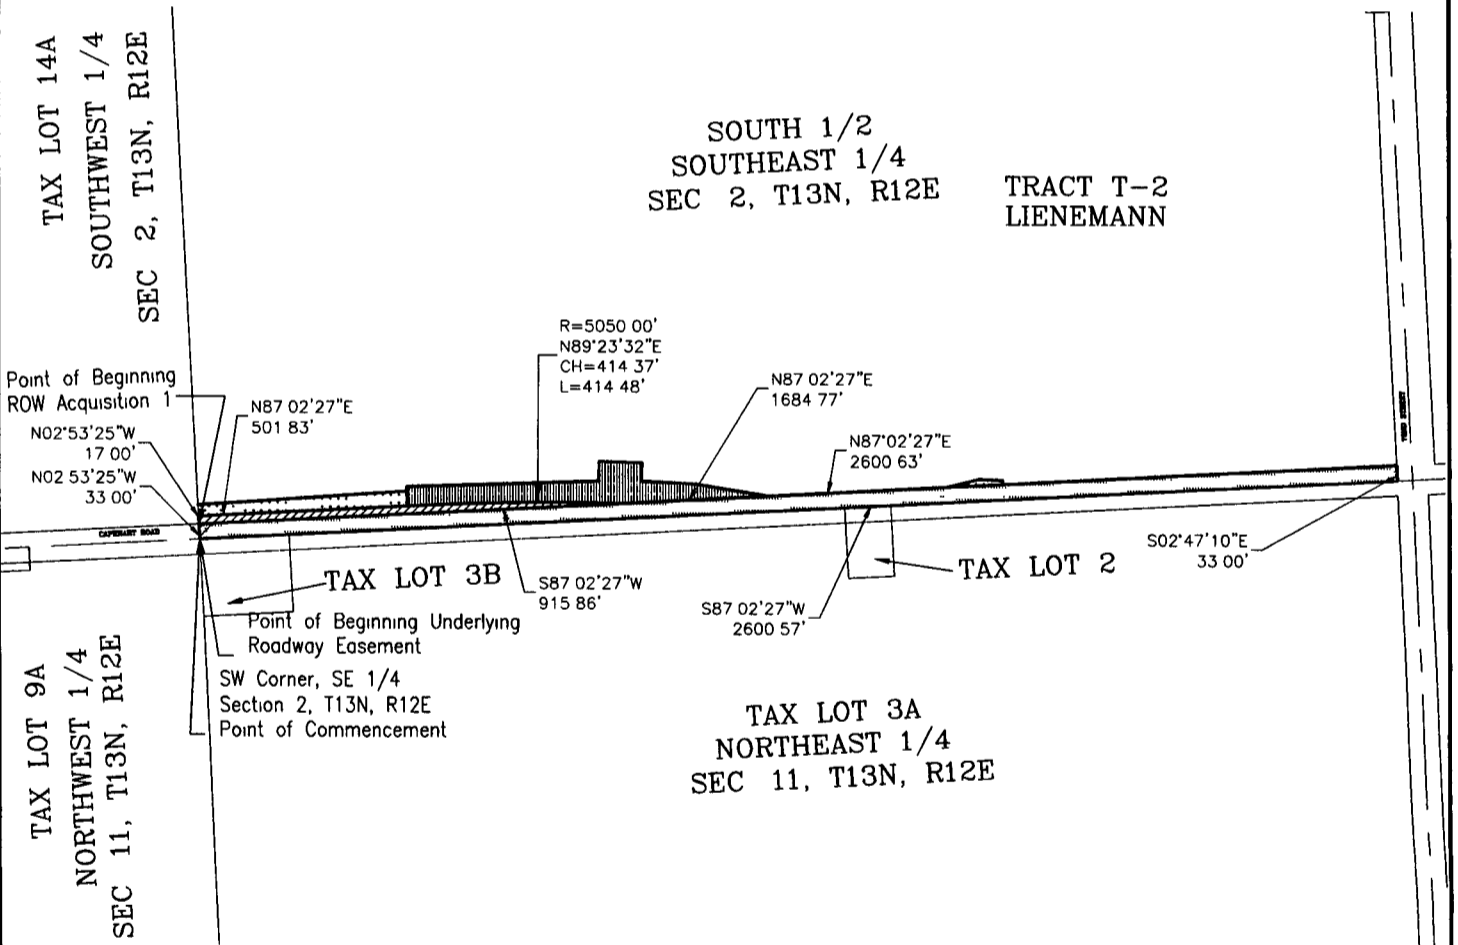 TAX LOT 14A
SOUTHWEST 1/4
SEC 2, T13N, R12E
SOUTH 1/2
SOUTHEAST 1/4
SEC 2, T13N, R12E
TRACT T-2
LIENEMANN
R=5050 00'
N89°23'32"E
CH=414 37'
L=414 48'
Point of Beginning
ROW Acquisition 1
N02°53'25"W
17 00'
N02 53'25"W
33 00'
N87 02'27"E
501 83'
N87 02'27"E
1684 77'
N87°02'27"E
2600 63'
THIRD STREET
CAPEHART ROAD
S02°47'10"E
33 00'
TAX LOT 3B
S87 02'27"W
915 86'
TAX LOT 2
S87 02'27"W
2600 57'
Point of Beginning Underlying
Roadway Easement
SW Corner, SE 1/4
Section 2, T13N, R12E
Point of Commencement
TAX LOT 9A
NORTHWEST 1/4
SEC 11, T13N, R12E
TAX LOT 3A
NORTHEAST 1/4
SEC 11, T13N, R12E